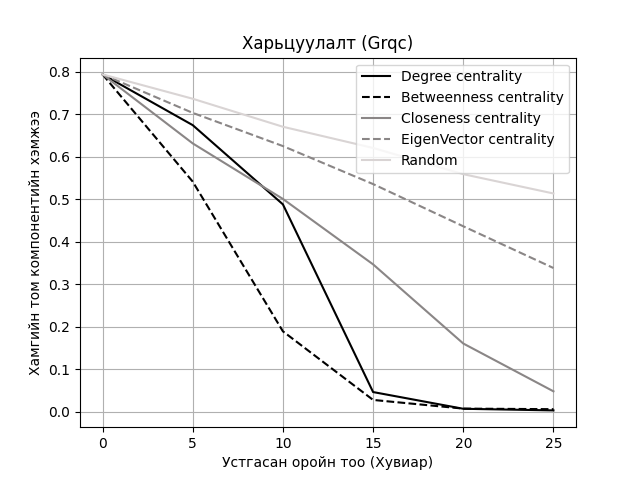 Харьцуулалт (Grqc)
Degree centrality
Betweenness centrality
Closeness centrality
EigenVector centrality
Random
Хамгийн том компонентийн хэмжээ
0.8
0.7
0.6
0.5
0.4
0.3
0.2
0.1
0.0
0 5 10 15 20 25
Устгасан оройн тоо (Хувиар)